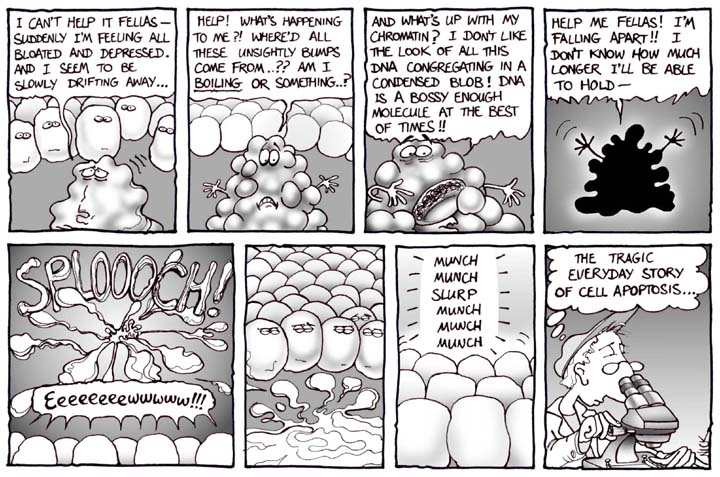 I CAN'T HELP IT FELLAS —
SUDDENLY I'M FEELING ALL
BLOATED AND DEPRESSED.
AND I SEEM TO BE
SLOWLY DRIFTING AWAY...
HELP! WHAT'S HAPPENING
TO ME?! WHERE'D ALL
THESE UNSIGHTLY BUMPS
COME FROM..?? AM I
BOILING OR SOMETHING..?
AND WHAT'S UP WITH MY
CHROMATIN? I DON'T LIKE
THE LOOK OF ALL THIS
DNA CONGREGATING IN A
CONDENSED BLOB! DNA
IS A BOSSY ENOUGH
MOLECULE AT THE BEST
OF TIMES!!
HELP ME FELLAS! I'M
FALLING APART!! I
DON'T KNOW HOW MUCH
LONGER I'LL BE ABLE
TO HOLD —
SPLOOOCH!
Eeeeeeeewwwwww!!!
MUNCH
MUNCH
SLURP
MUNCH
MUNCH
MUNCH
THE TRAGIC
EVERYDAY STORY
OF CELL APOPTOSIS...
NICK